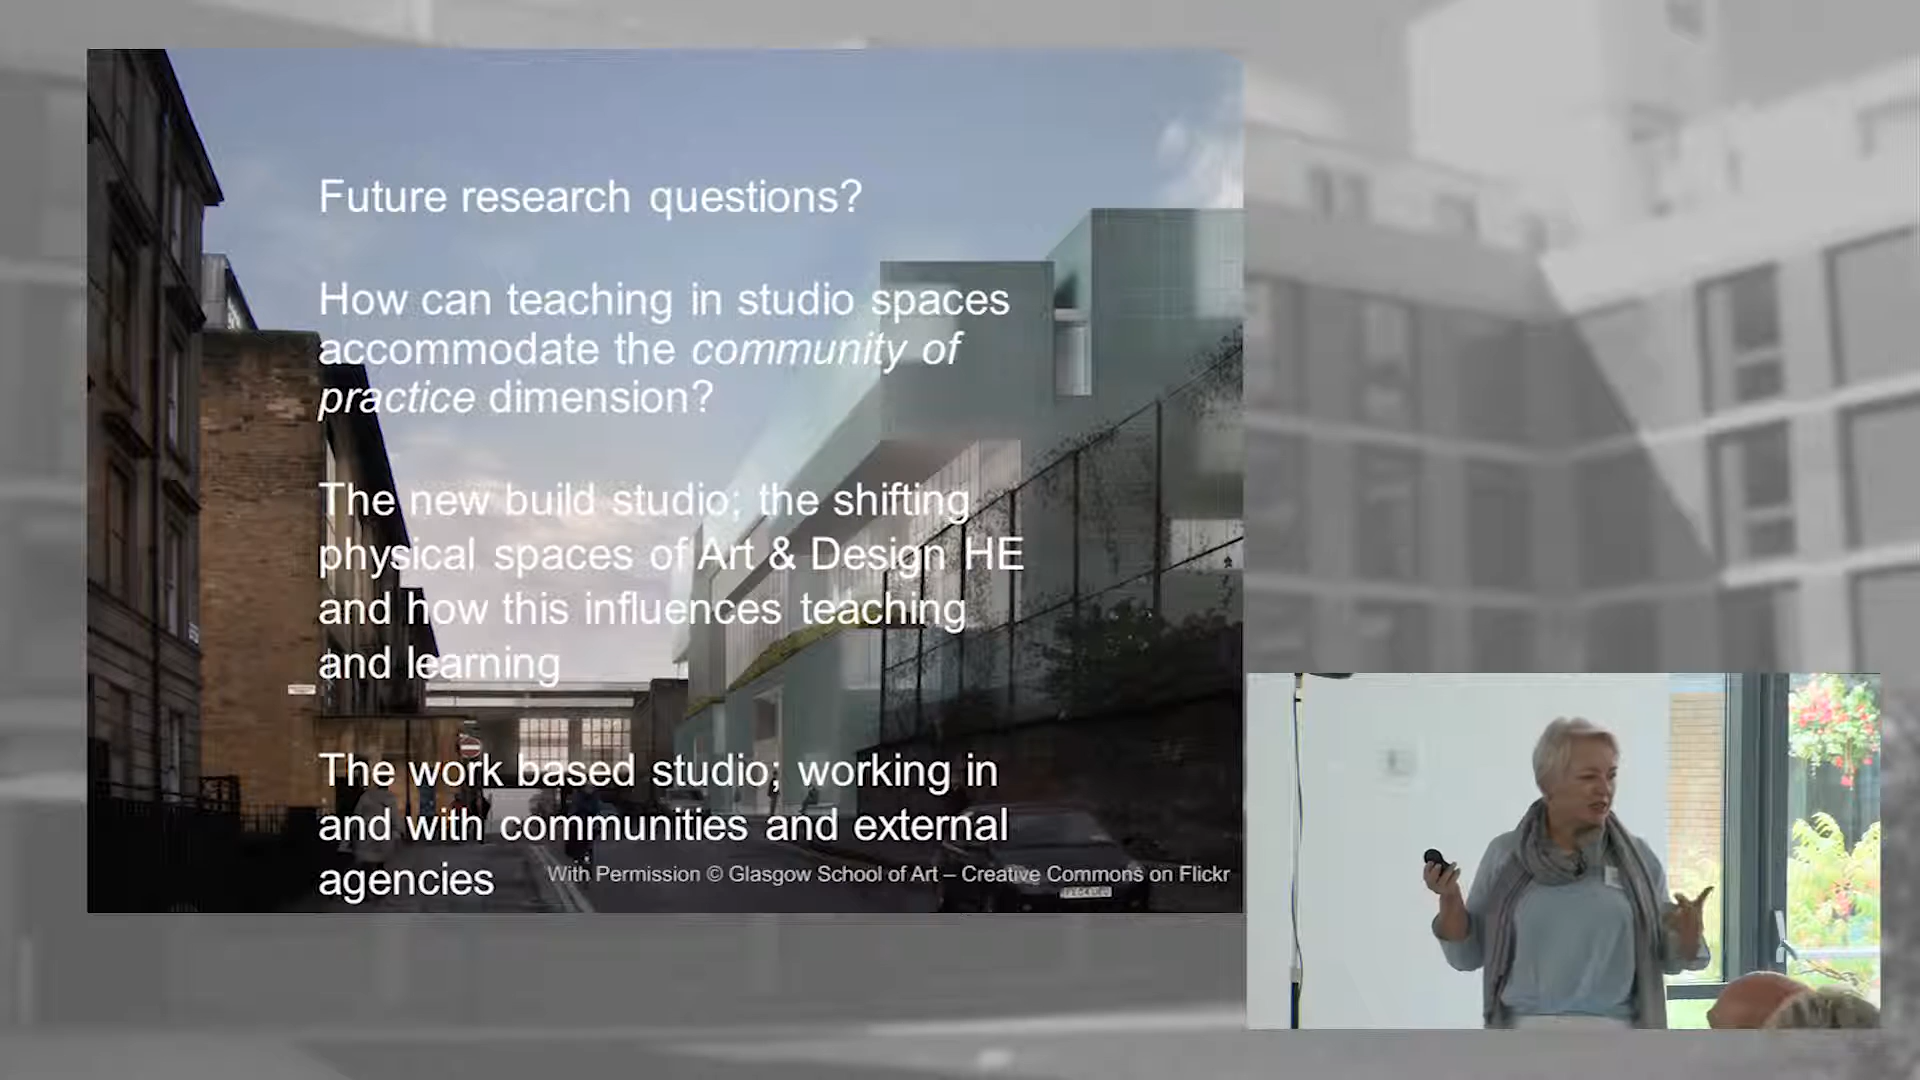 Future research questions?
How can teaching in studio spaces
accommodate the community of
practice dimension?
The new build studio; the shifting
physical spaces of Art & Design HE
and how this influences teaching
and learning
The work based studio; working in
and with communities and external
agencies
With Permission © Glasgow School of Art – Creative Commons on Flickr